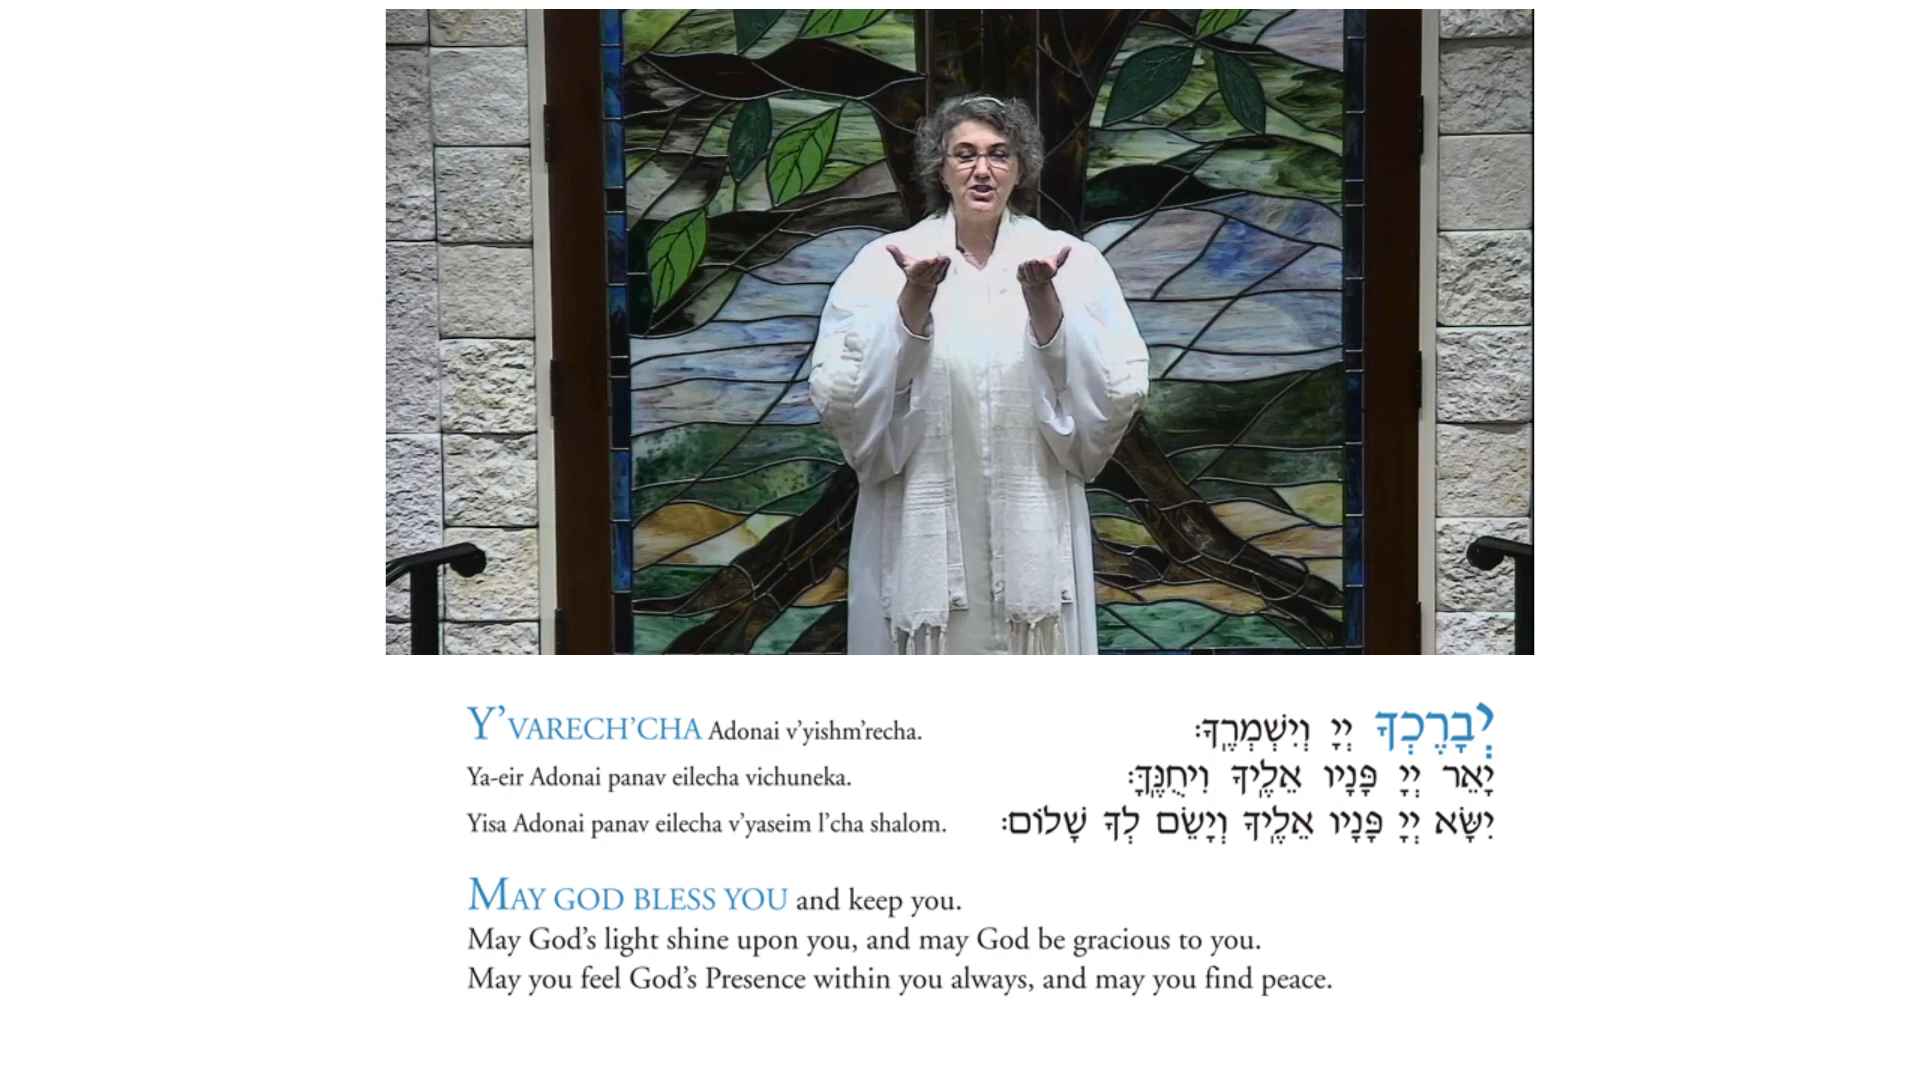 Y'VARECH'CHA Adonai v'yishm'recha.
Ya-eir Adonai panav eilecha vichuneka.
Yisa Adonai panav eilecha v'yaseim l'cha shalom.
יְבָרֶכְךָ יְיָ וְיִשְׁמְרֶֽךָ׃
יָאֵר יְיָ פָּנָיו אֵלֶֽיךָ וִיחֻנֶּֽךָּ׃
יִשָּׂא יְיָ פָּנָיו אֵלֶֽיךָ וְיָשֵׂם לְךָ שָׁלוֹם׃
MAY GOD BLESS YOU and keep you.
May God's light shine upon you, and may God be gracious to you.
May you feel God's Presence within you always, and may you find peace.